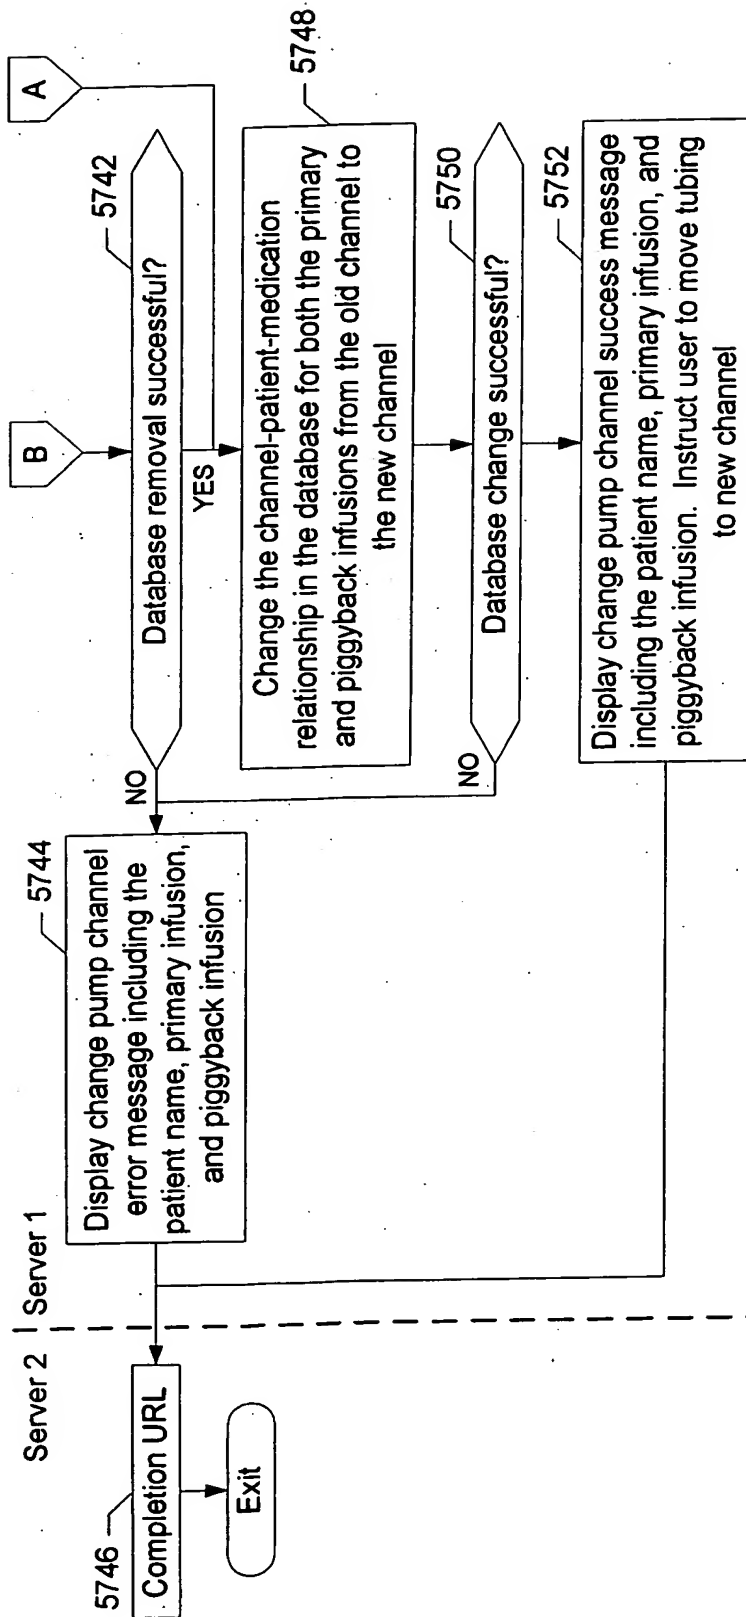 Server 2
Server 1
B
A
5742
Database removal successful?
YES
NO
5744
Display change pump channel
error message including the
patient name, primary infusion,
and piggyback infusion
5746
Completion URL
Exit
5748
Change the channel-patient-medication
relationship in the database for both the primary
and piggyback infusions from the old channel to
the new channel
5750
Database change successful?
NO
5752
Display change pump channel success message
including the patient name, primary infusion, and
piggyback infusion. Instruct user to move tubing
to new channel